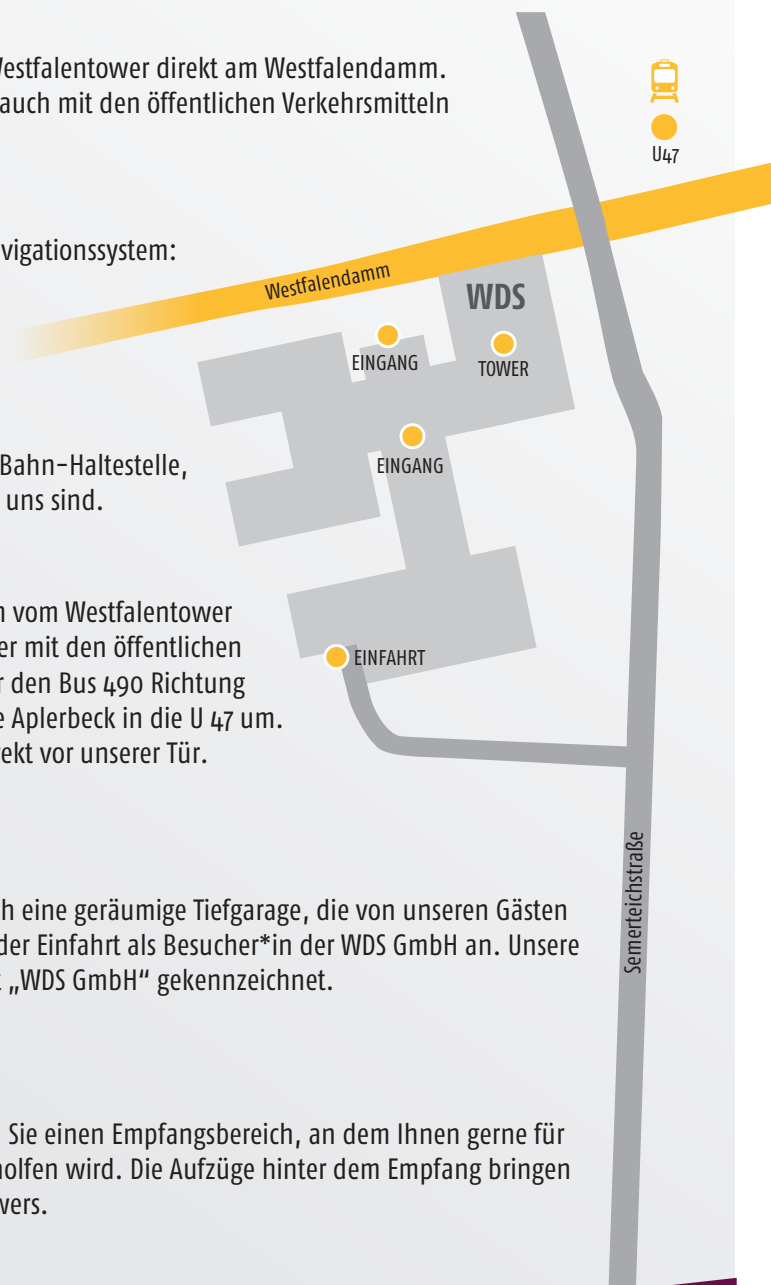 Westfalentower direkt am Westfalendamm.
auch mit den öffentlichen Verkehrsmitteln
U47
vigationssystem:
Westfalendamm
WDS
EINGANG
TOWER
EINGANG
Bahn-Haltestelle,
uns sind.
vom Westfalentower
er mit den öffentlichen
den Bus 490 Richtung
Aplerbeck in die U 47 um.
ekt vor unserer Tür.
EINFAHRT
Semerteichstraße
h eine geräumige Tiefgarage, die von unseren Gästen
der Einfahrt als Besucher*in der WDS GmbH an. Unsere
„WDS GmbH“ gekennzeichnet.
Sie einen Empfangsbereich, an dem Ihnen gerne für
olfen wird. Die Aufzüge hinter dem Empfang bringen
wers.